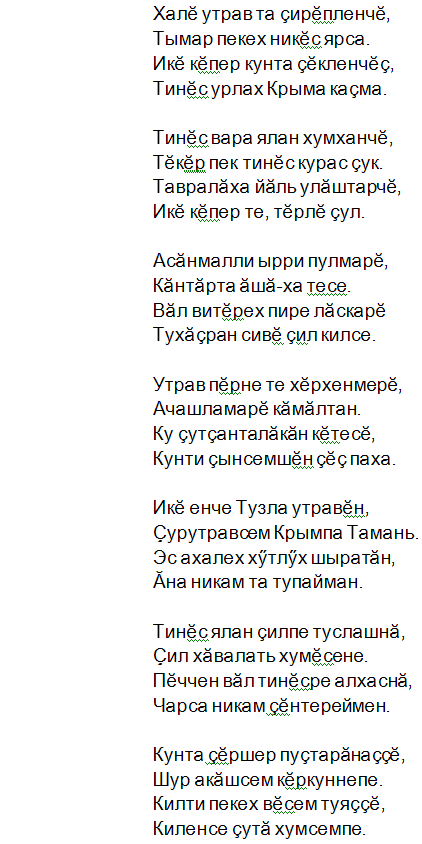 Халӗ утрав та ҫирӗпленчӗ,
Тымар пекех никӗс ярса.
Икӗ кӗпер кунта ҫӗкленчӗҫ,
Тинӗс урлах Крыма каҫма.

Тинӗс вара ялан хумханчӗ,
Тӗкӗр пек тинӗс курас ҫук.
Тавралӑха йӑль улӑштарчӗ,
Икӗ кӗпер те, тӗрлӗ ҫул.

Асӑнмалли ырри пулмарӗ,
Кӑнтӑрта ӑшӑ-ха тесе.
Вӑл витӗрех пире лӑскарӗ
Тухӑҫран сивӗ ҫил килсе.

Утрав пӗрне те хӗрхенмерӗ,
Ачашламарӗ кӑмӑлтан.
Ку ҫутҫанталӑкӑн кӗтесӗ,
Кунти ҫынсемшӗн ҫӗҫ паха.

Икӗ енче Тузла утравӗн,
Ҫурутравсем Крымпа Тамань.
Эс ахалех хӳтлӳх шыратӑн,
Ӑна никам та тупайман.

Тинӗс ялан ҫилпе туслашнӑ,
Ҫил хӑвалать хумӗсене.
Пӗччен вӑл тинӗсре алхаснӑ,
Чарса никам ҫӗнтереймен.

Кунта ҫӗршер пуҫтарӑнаҫҫӗ,
Шур акӑшсем кӗркуннепе.
Килти пекех вӗсем туяҫҫӗ,
Киленсе ҫутӑ хумсемпе.